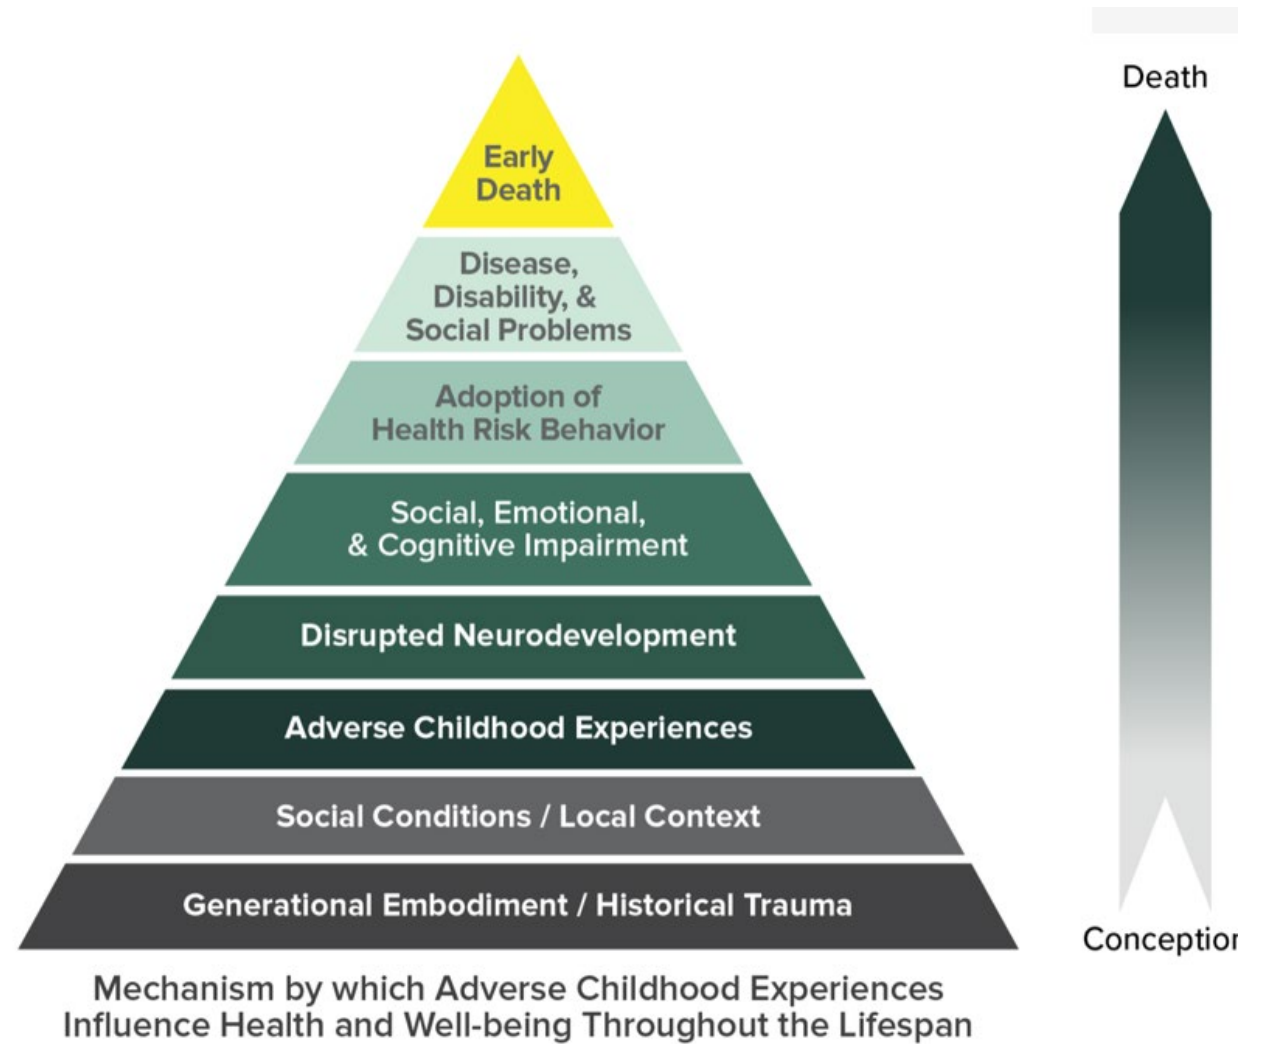 Death
Early
Death
Disease,
Disability, &
Social Problems
Adoption of
Health Risk Behavior
Social, Emotional,
& Cognitive Impairment
Disrupted Neurodevelopment
Adverse Childhood Experiences
Social Conditions / Local Context
Generational Embodiment / Historical Trauma
Conception
Mechanism by which Adverse Childhood Experiences
Influence Health and Well-being Throughout the Lifespan